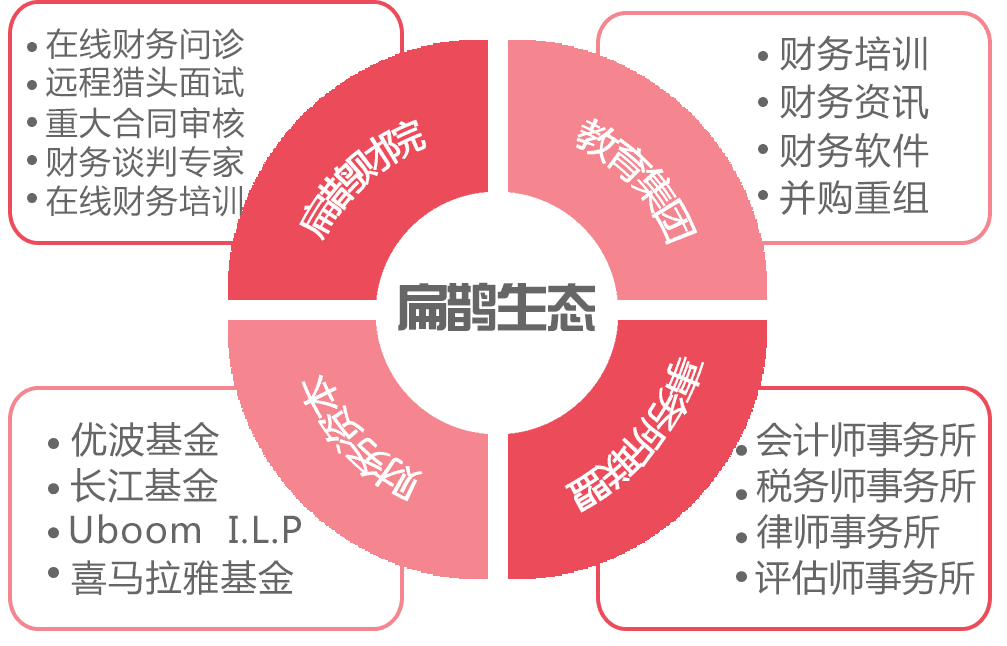 在线财务问诊
远程猎头面试
重大合同审核
财务谈判专家
在线财务培训
扁鹊财院
教育集团
财务培训
财务资讯
财务软件
并购重组
扁鹊生态
财务资本
事务所联盟
优波基金
长江基金
Uboom I.L.P
喜马拉雅基金
会计师事务所
税务师事务所
律师事务所
评估师事务所